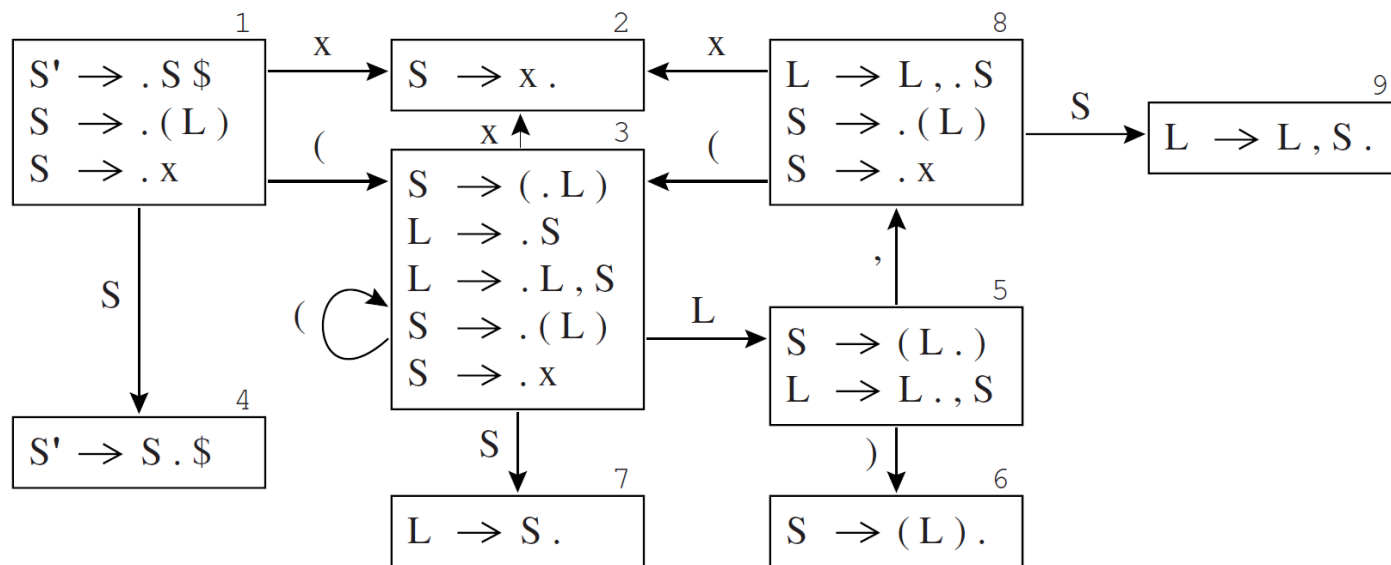 1
S' → . S $
S → . ( L )
S → . x
x
2
S → x .
x
8
L → L , . S
S → . ( L )
S → . x
S
9
L → L , S .
(
x
3
S → ( . L )
L → . S
L → . L , S
S → . ( L )
S → . x
(
(
S
,
L
5
S → ( L . )
L → L . , S
4
S' → S . $
S
7
L → S .
)
6
S → ( L ) .